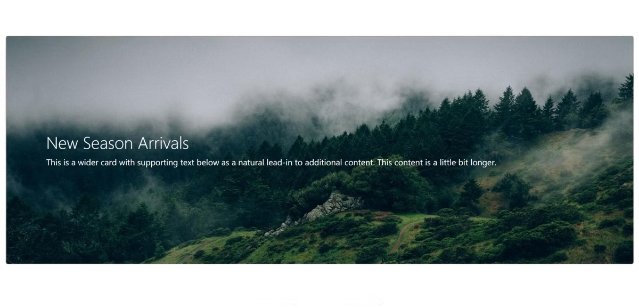 New Season Arrivals
This is a wider card with supporting text below as a natural lead-in to additional content. This content is a little bit longer.